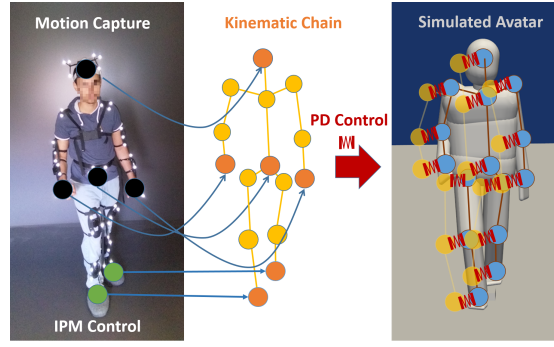 Motion Capture
Kinematic Chain
Simulated Avatar
PD Control
IPM Control